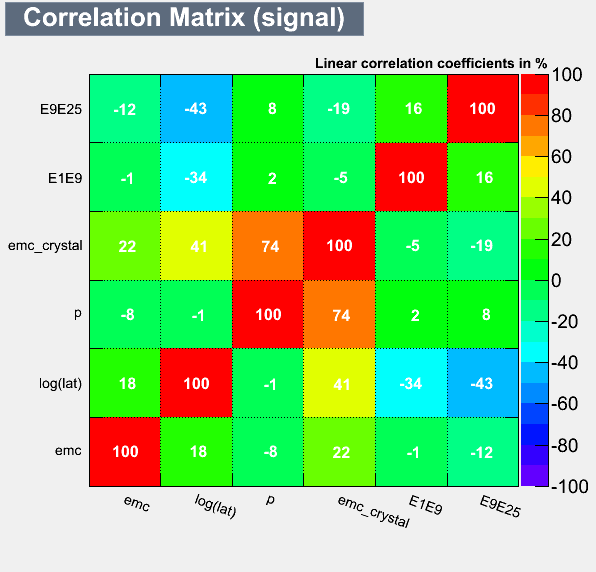 Correlation Matrix (signal)
Linear correlation coefficients in %
E9E25 -12 -43 8 -19 16 100
E1E9 -1 -34 2 -5 100 16
emc_crystal 22 41 74 100 -5 -19
p -8 -1 100 74 2 8
log(lat) 18 100 -1 41 -34 -43
emc 100 18 -8 22 -1 -12
emc log(lat) p emc_crystal E1E9 E9E25
100
80
60
40
20
0
-20
-40
-60
-80
-100